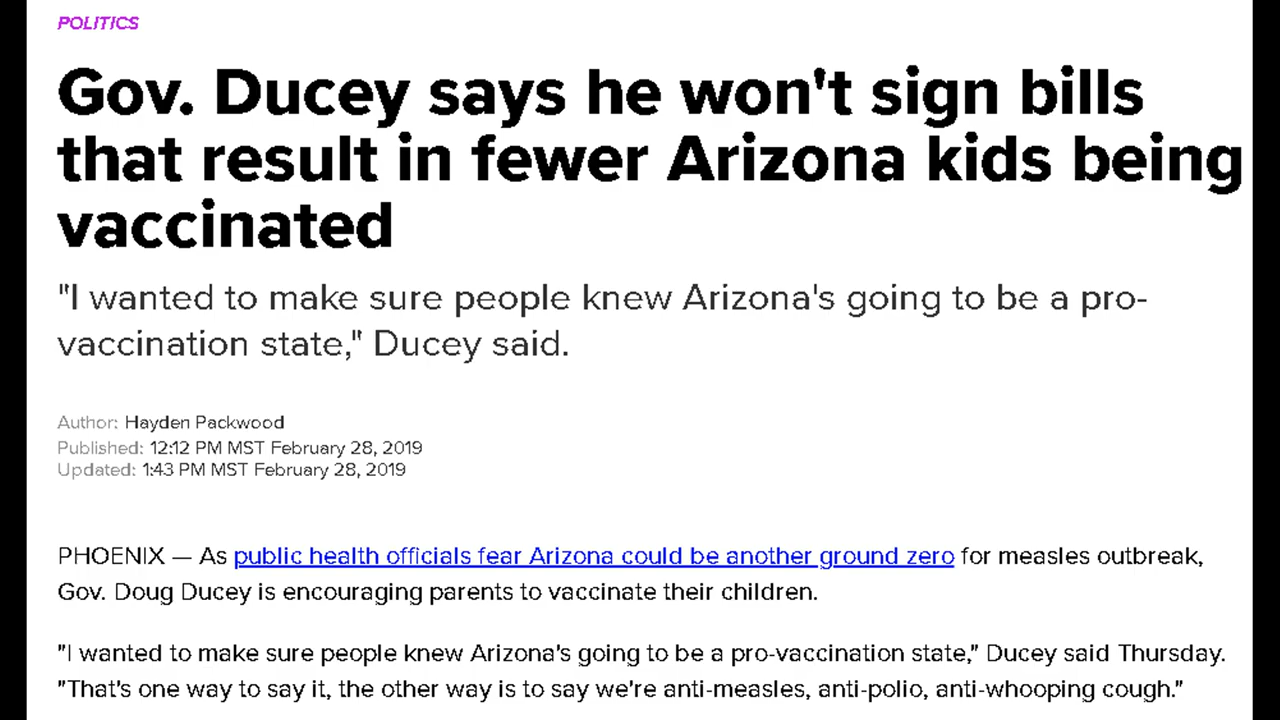 POLITICS
Gov. Ducey says he won't sign bills
that result in fewer Arizona kids being
vaccinated
"I wanted to make sure people knew Arizona's going to be a pro-
vaccination state," Ducey said.
Author: Hayden Packwood
Published: 12:12 PM MST February 28, 2019
Updated: 1:43 PM MST February 28, 2019
PHOENIX — As public health officials fear Arizona could be another ground zero for measles outbreak,
Gov. Doug Ducey is encouraging parents to vaccinate their children.
"I wanted to make sure people knew Arizona's going to be a pro-vaccination state," Ducey said Thursday.
"That's one way to say it, the other way is to say we're anti-measles, anti-polio, anti-whooping cough."